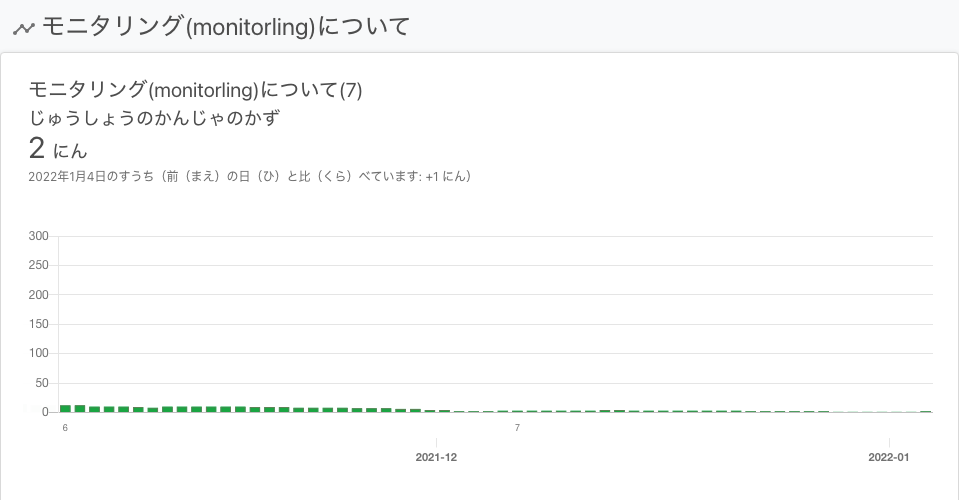 モニタリング(monitorling)について
モニタリング(monitorling)について(7)
じゅうしょうのかんじゃのかず
2 にん
2022年1月4日のすうち（前（まえ）の日（ひ）と比（くら）べています: +1 にん）
300
250
200
150
100
50
0
6 7
2021-12 2022-01